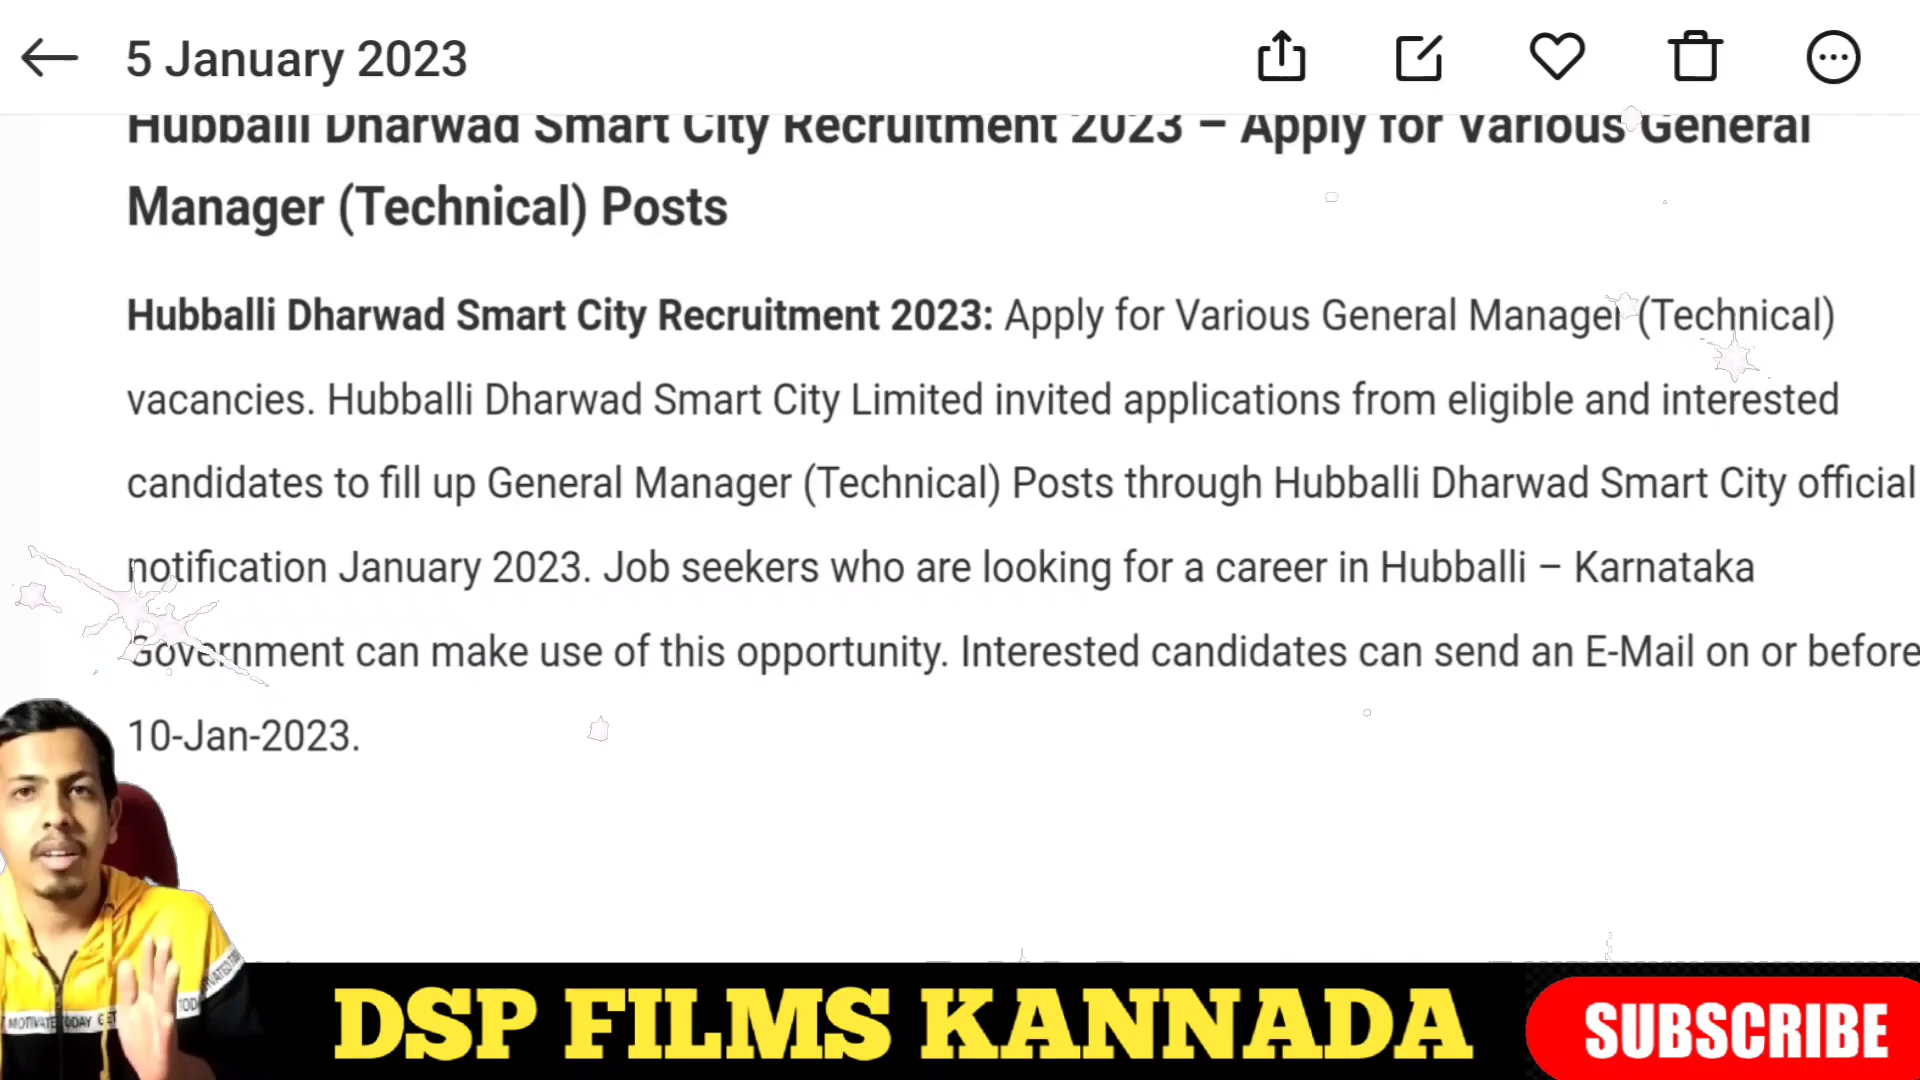 5 January 2023
Hubballi Dharwad Smart City Recruitment 2023 – Apply for Various General
Manager (Technical) Posts
Hubballi Dharwad Smart City Recruitment 2023: Apply for Various General Manager (Technical)
vacancies. Hubballi Dharwad Smart City Limited invited applications from eligible and interested
candidates to fill up General Manager (Technical) Posts through Hubballi Dharwad Smart City official
notification January 2023. Job seekers who are looking for a career in Hubballi – Karnataka
Government can make use of this opportunity. Interested candidates can send an E-Mail on or before
10-Jan-2023.
MOTIVATE TODAY GET
DSP FILMS KANNADA
SUBSCRIBE